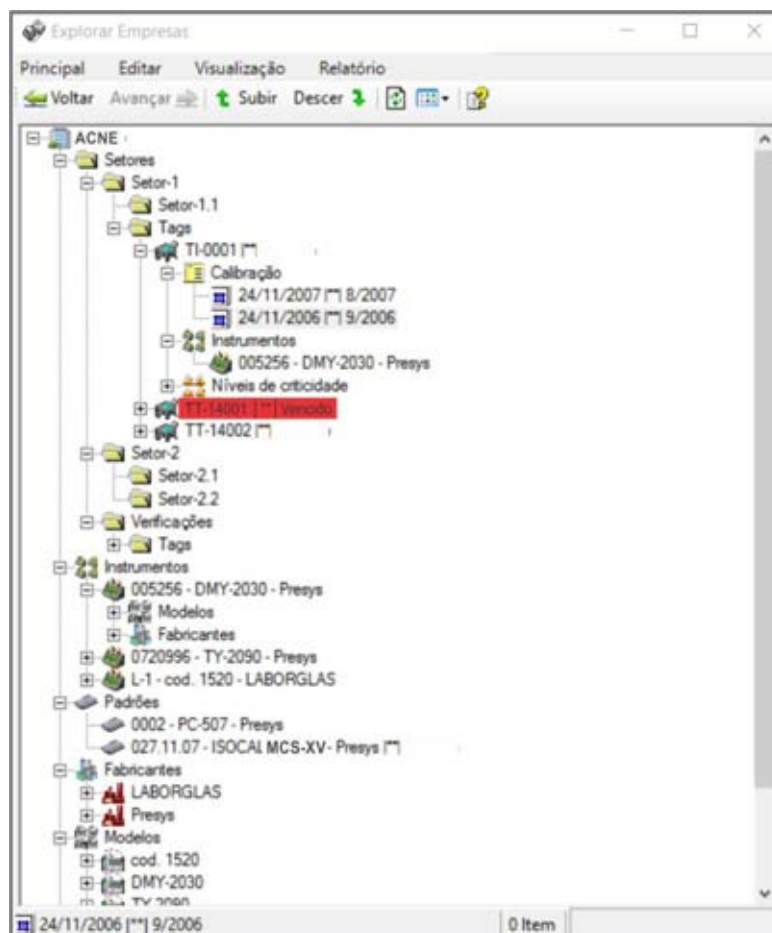 Explorar Empresas
Principal Editar Visualização Relatório
Voltar Avançar Subir Descer
ACNE
Setores
Setor-1
Setor-1.1
Tags
TI-0001 [**]
Calibração
24/11/2007 [**] 8/2007
24/11/2006 [**] 9/2006
Instrumentos
005256 - DMY-2030 - Presys
Níveis de criticidade
TT-14001 [**] Vencido
TT-14002 [**]
Setor-2
Setor-2.1
Setor-2.2
Verificações
Tags
Instrumentos
005256 - DMY-2030 - Presys
Modelos
Fabricantes
0720996 - TY-2090 - Presys
L-1 - cod. 1520 - LABORGLAS
Padrões
0002 - PC-507 - Presys
027.11.07 - ISOCAL MCS-XV - Presys [**]
Fabricantes
LABORGLAS
Presys
Modelos
cod. 1520
DMY-2030
TY-2090
24/11/2006 [**] 9/2006 0 Item